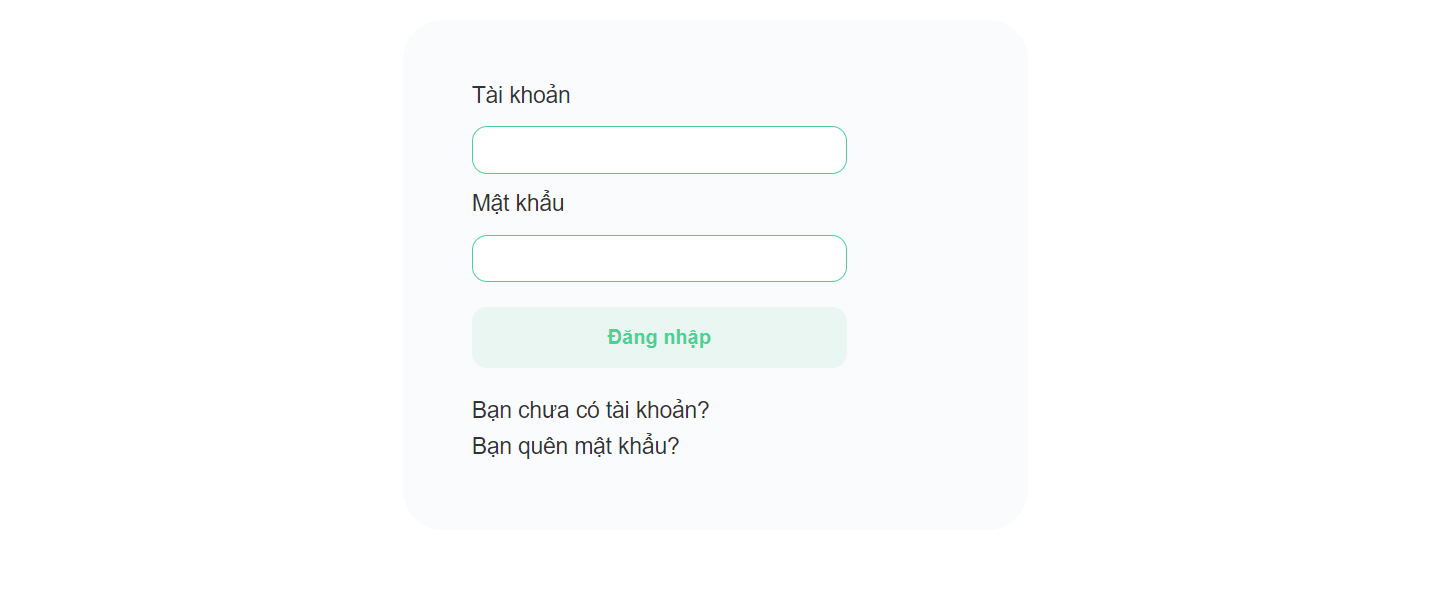 Tài khoản
Mật khẩu
Đăng nhập
Bạn chưa có tài khoản?
Bạn quên mật khẩu?